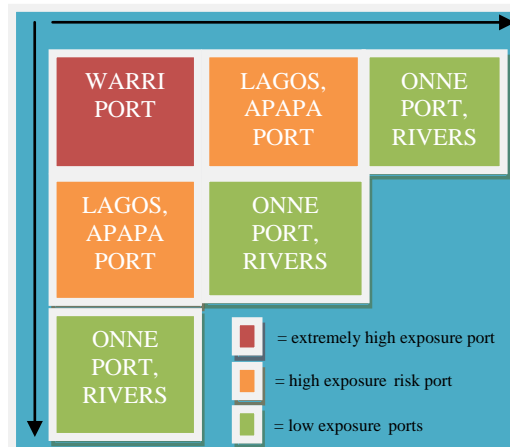 WARRI
PORT
LAGOS,
APAPA
PORT
ONNE
PORT,
RIVERS
LAGOS,
APAPA
PORT
ONNE
PORT,
RIVERS
ONNE
PORT,
RIVERS
= extremely high exposure port
= high exposure risk port
= low exposure ports